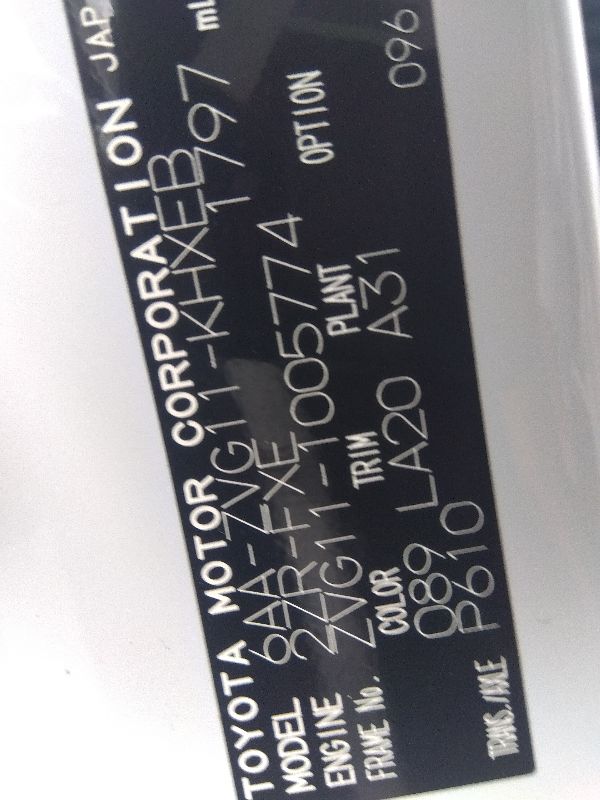 TOYOTA MOTOR CORPORATION JAP
MODEL 6AA-ZVG11-KHXEB
ENGINE 2ZR-FXE 1797 mL
FRAME No. ZVG11-1005774
COLOR TRIM PLANT OPTION
089 LA20 A31
TRANS./AXLE P610 096